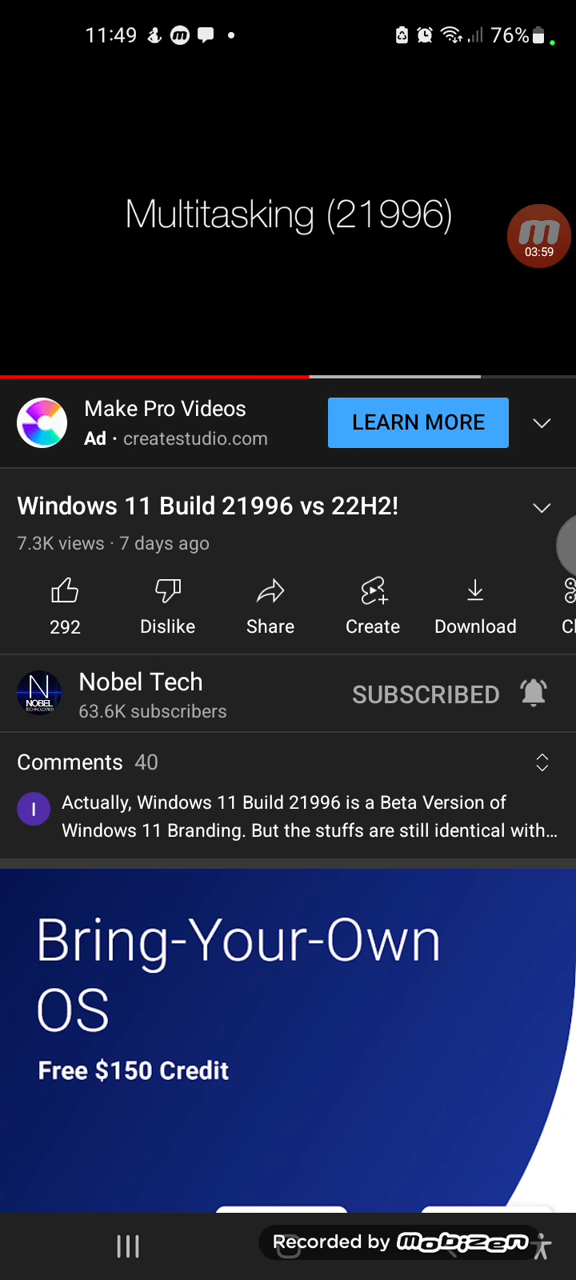 11:49
76%
Multitasking (21996)
m
03:59
Make Pro Videos
Ad · createstudio.com
LEARN MORE
Windows 11 Build 21996 vs 22H2!
7.3K views · 7 days ago
292
Dislike
Share
Create
Download
Cl
N
NOBEL
Nobel Tech
63.6K subscribers
SUBSCRIBED
Comments 40
I
Actually, Windows 11 Build 21996 is a Beta Version of
Windows 11 Branding. But the stuffs are still identical with...
Bring-Your-Own
OS
Free $150 Credit
Recorded by mobizen